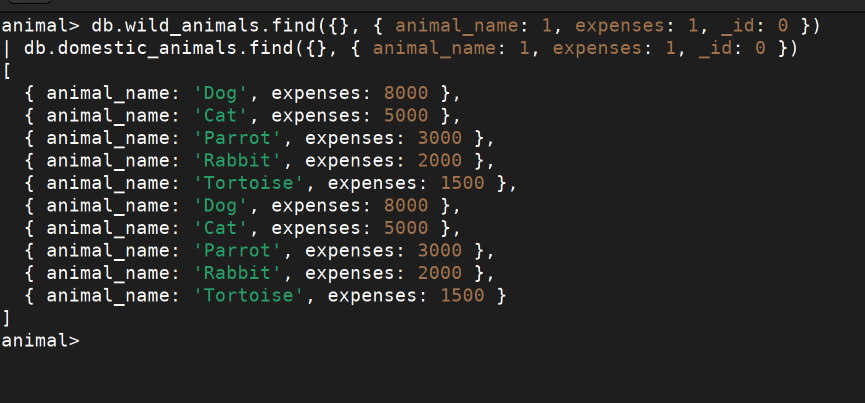 animal> db.wild_animals.find({}, { animal_name: 1, expenses: 1, _id: 0 })
| db.domestic_animals.find({}, { animal_name: 1, expenses: 1, _id: 0 })
[
  { animal_name: 'Dog', expenses: 8000 },
  { animal_name: 'Cat', expenses: 5000 },
  { animal_name: 'Parrot', expenses: 3000 },
  { animal_name: 'Rabbit', expenses: 2000 },
  { animal_name: 'Tortoise', expenses: 1500 },
  { animal_name: 'Dog', expenses: 8000 },
  { animal_name: 'Cat', expenses: 5000 },
  { animal_name: 'Parrot', expenses: 3000 },
  { animal_name: 'Rabbit', expenses: 2000 },
  { animal_name: 'Tortoise', expenses: 1500 }
]
animal>